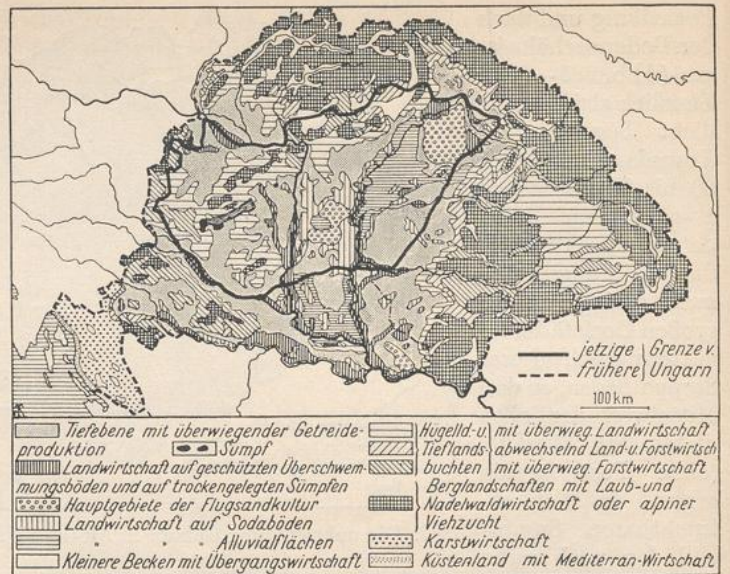 jetzige Grenze v.
frühere Ungarn
100 km
Tiefebene mit überwiegender Getreide-
produktion Sumpf
Landwirtschaft auf geschützten Überschwem-
mungsböden und auf trockengelegten Sümpfen
Hauptgebiete der Flugsandkultur
Landwirtschaft auf Sodaböden
" " " Alluvialflächen
Kleinere Becken mit Übergangswirtschaft
Hügelld.-u. mit überwieg. Landwirtschaft
Tieflands- abwechselnd Land-u. Forstwirtsch.
buchten mit überwieg. Forstwirtschaft
Berglandschaften mit Laub-und
Nadelwaldwirtschaft oder alpiner
Viehzucht
Karstwirtschaft
Küstenland mit Mediterran-Wirtschaft